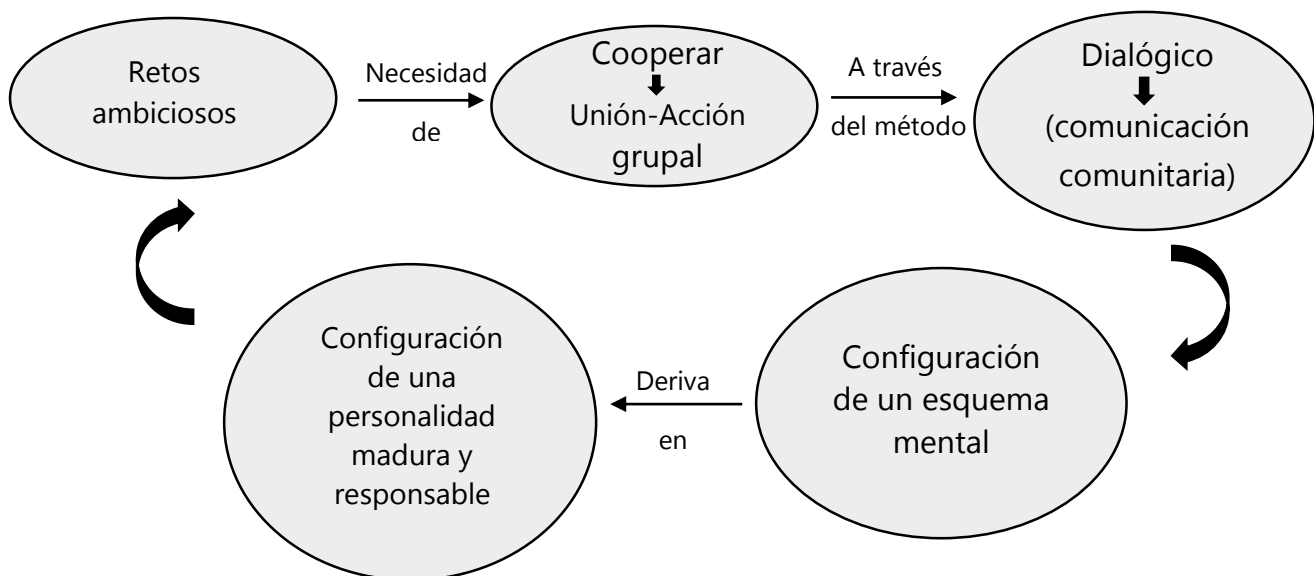 Retos
ambiciosos
Necesidad
de
Cooperar
Unión-Acción
grupal
A través
del método
Dialógico
(comunicación
comunitaria)
Configuración
de un esquema
mental
Deriva
en
Configuración
de una
personalidad
madura y
responsable